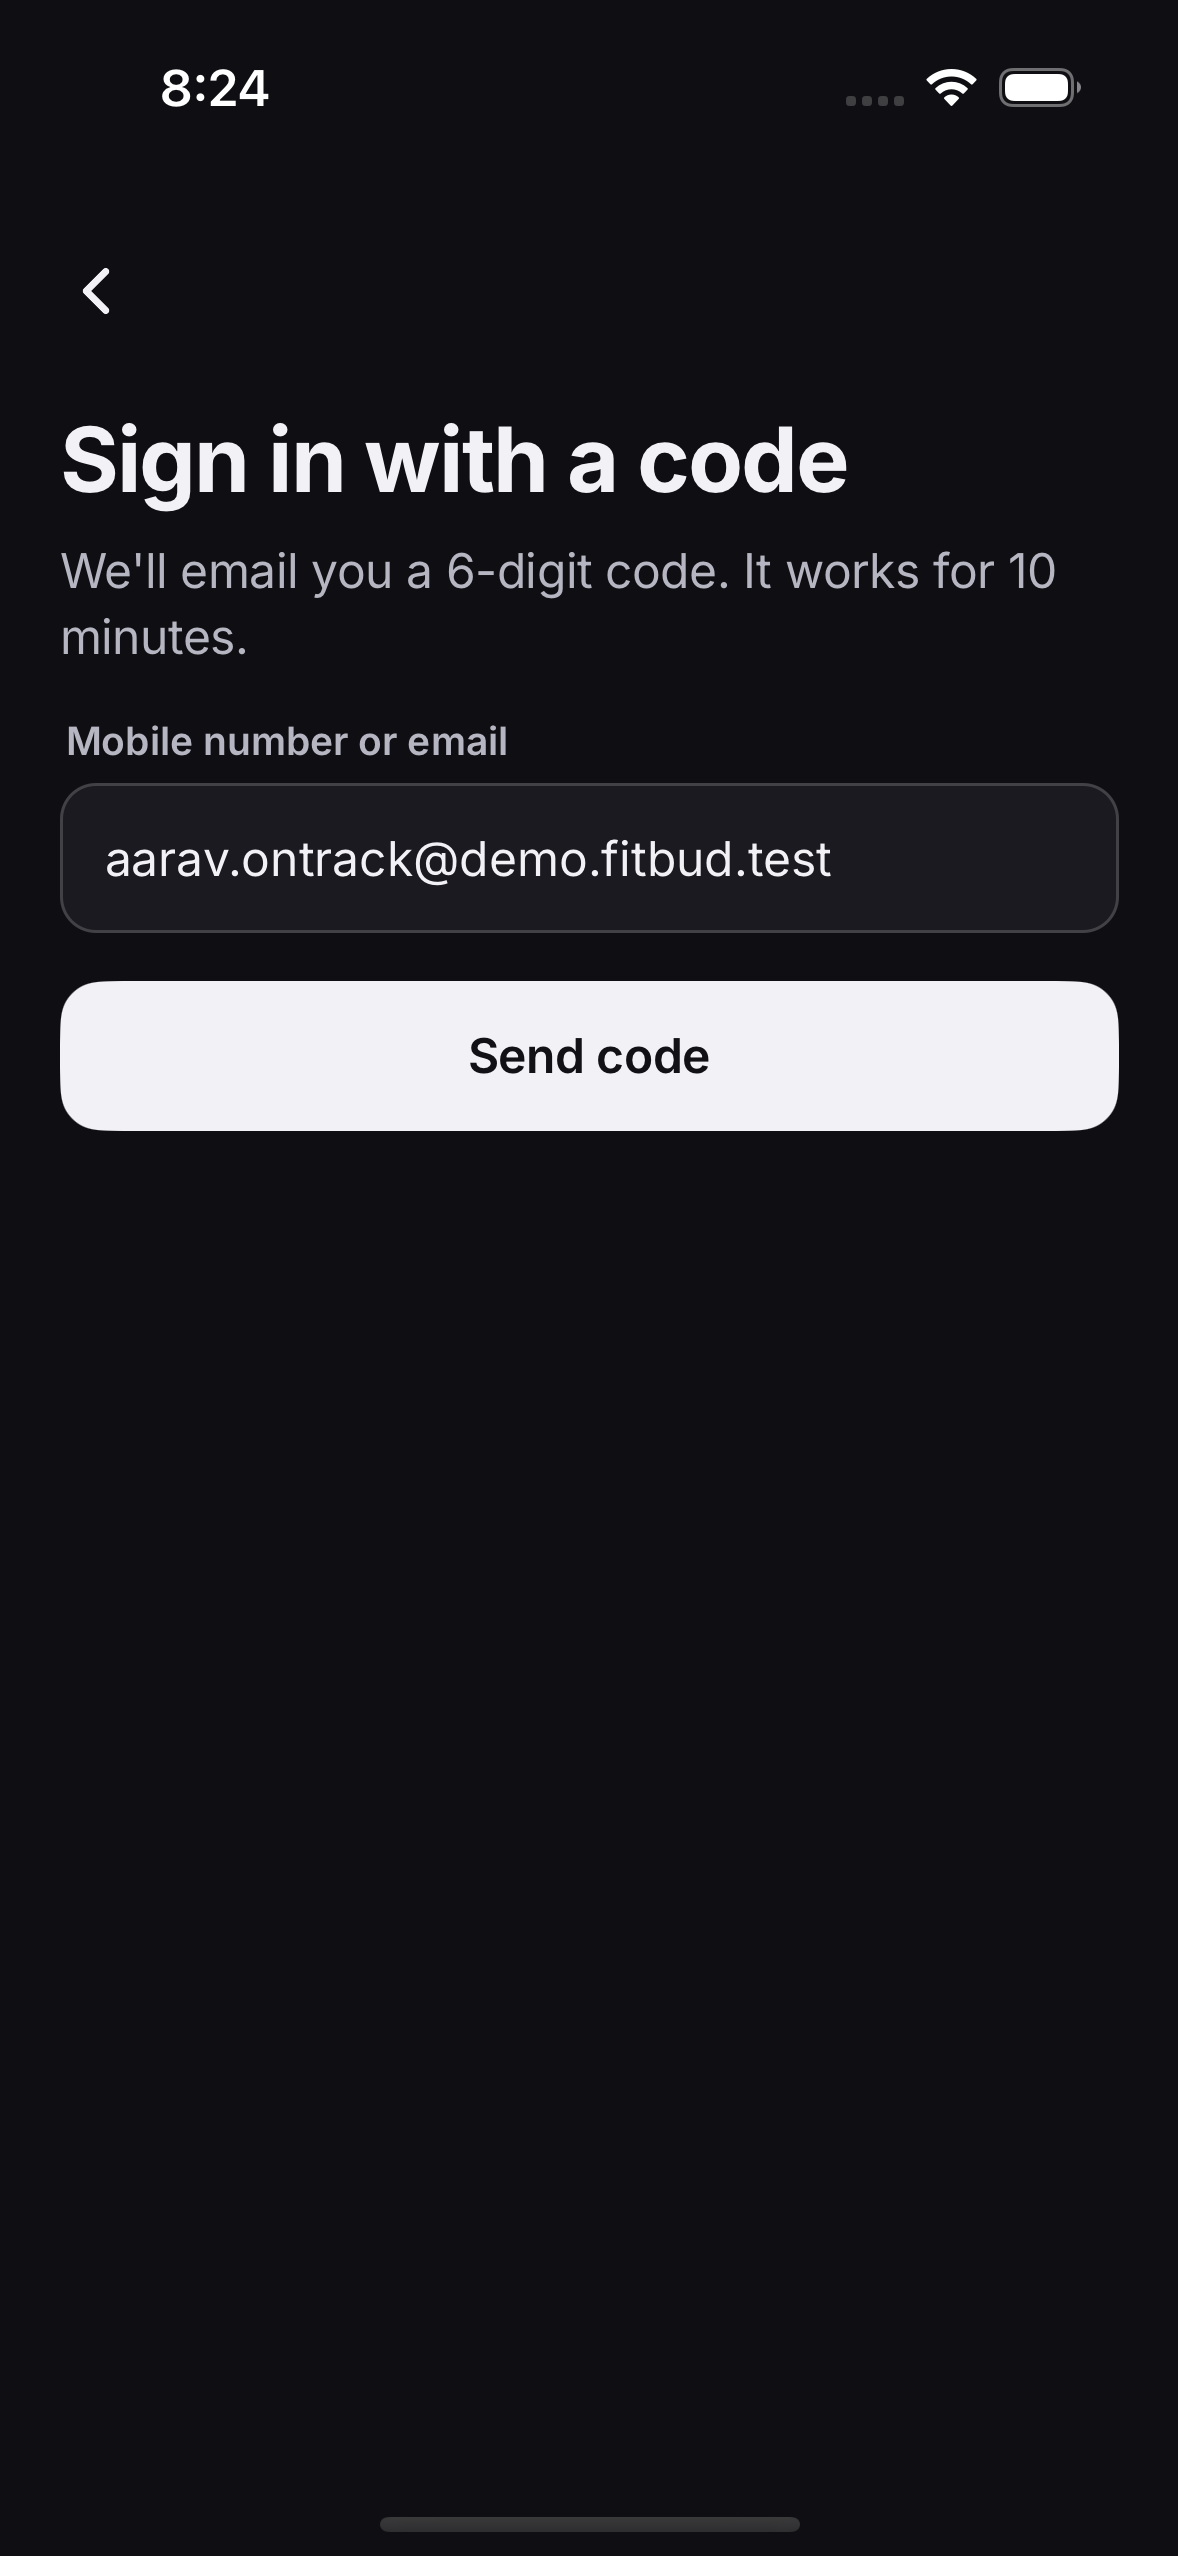 8:24
Sign in with a code
We'll email you a 6-digit code. It works for 10
minutes.
Mobile number or email
aarav.ontrack@demo.fitbud.test
Send code